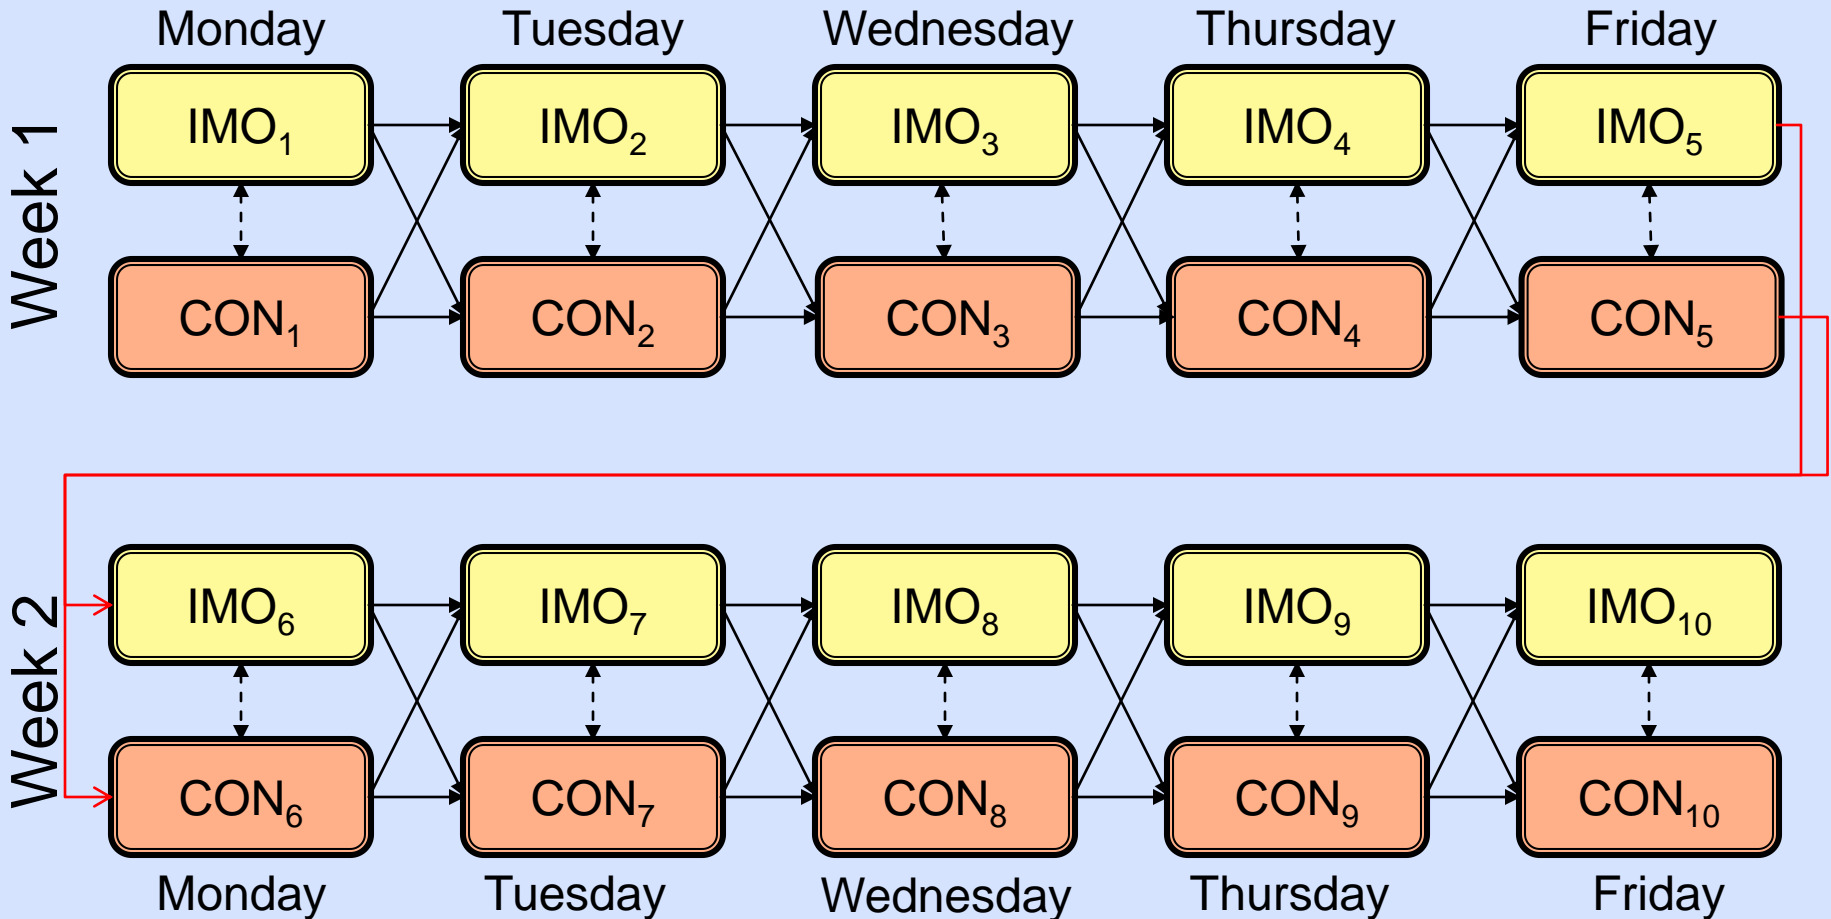 Monday Tuesday Wednesday Thursday Friday
Week 1
IMO₁ IMO₂ IMO₃ IMO₄ IMO₅
CON₁ CON₂ CON₃ CON₄ CON₅
Week 2
IMO₆ IMO₇ IMO₈ IMO₉ IMO₁₀
CON₆ CON₇ CON₈ CON₉ CON₁₀
Monday Tuesday Wednesday Thursday Friday